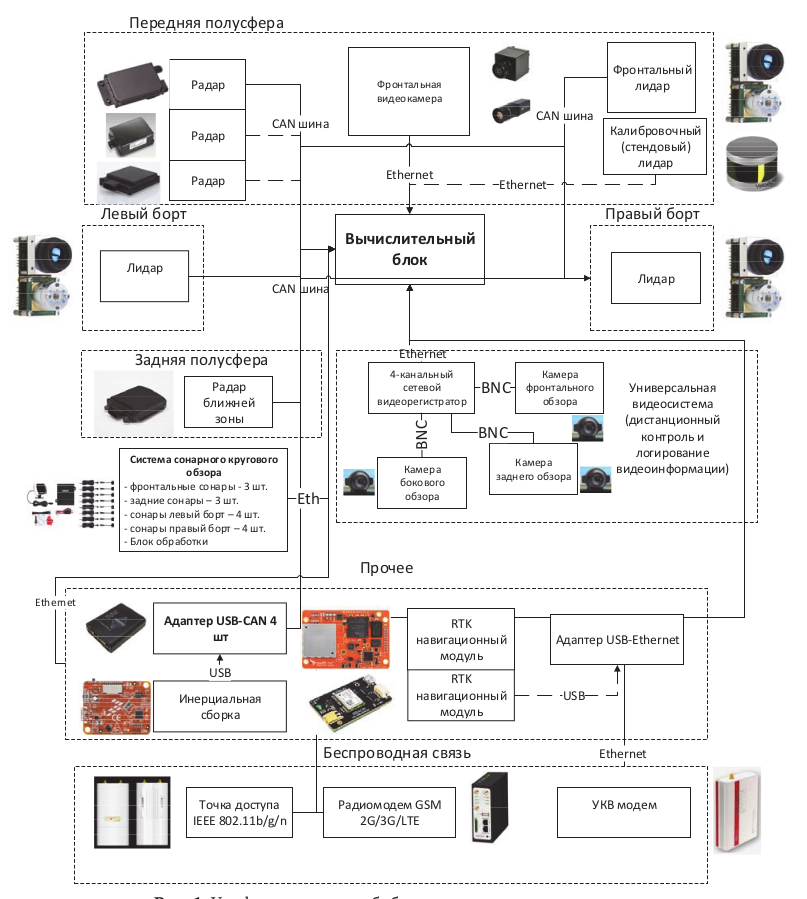 Передняя полусфера
Радар
CAN шина
Радар
Радар
Фронтальная
видеокамера
Ethernet
Ethernet
CAN шина
Фронтальный
лидар
Калибровочный
(стендовый)
лидар
Левый борт
Лидар
CAN шина
Вычислительный
блок
Правый борт
Лидар
Задняя полусфера
Радар
ближней
зоны
Ethernet
4-канальный
сетевой
видеорегистратор
BNC
Камера
фронтального
обзора
BNC
BNC
Камера
бокового
обзора
Камера
заднего обзора
Универсальная
видеосистема
(дистанционный
контроль и
логирование
видеоинформации)
Система сонарного кругового
обзора
- фронтальные сонары - 3 шт.
- задние сонары – 3 шт.
- сонары левый борт – 4 шт.
- сонары правый борт – 4 шт.
- Блок обработки
Eth
Прочее
Ethernet
Адаптер USB-CAN 4
шт
USB
Инерциальная
сборка
RTK
навигационный
модуль
RTK
навигационный
модуль
Адаптер USB-Ethernet
USB
Ethernet
Беспроводная связь
Точка доступа
IEEE 802.11b/g/n
Радиомодем GSM
2G/3G/LTE
УКВ модем